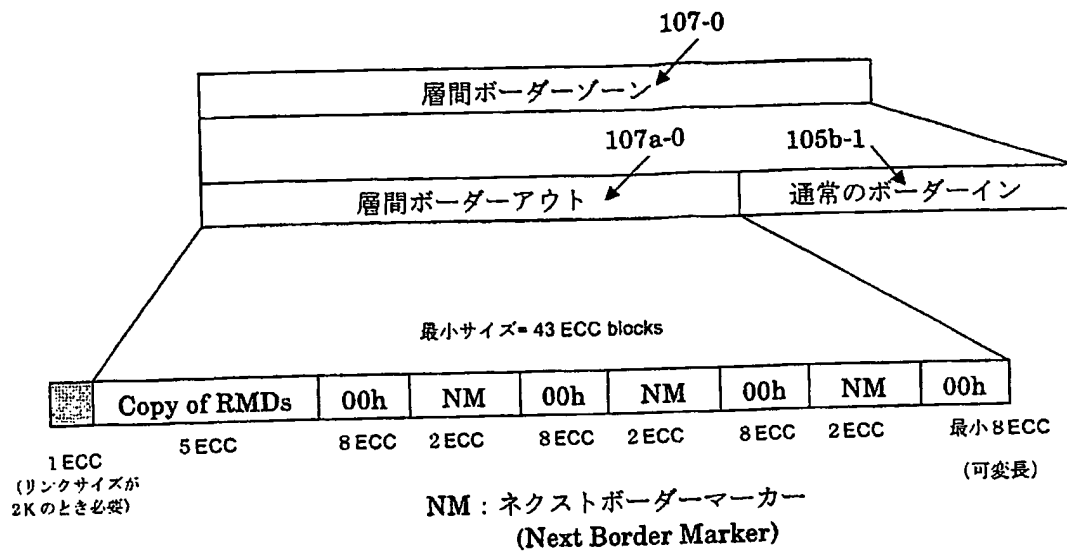 107-0
層間ボーダーゾーン
107a-0
105b-1
層間ボーダーアウト
通常のボーダーイン
最小サイズ= 43 ECC blocks
Copy of RMDs
00h
NM
00h
NM
00h
NM
00h
1 ECC
5 ECC
8 ECC
2 ECC
8 ECC
2 ECC
8 ECC
2 ECC
最小 8 ECC
(リンクサイズが
2K のとき必要)
(可変長)
NM : ネクストボーダーマーカー
(Next Border Marker)